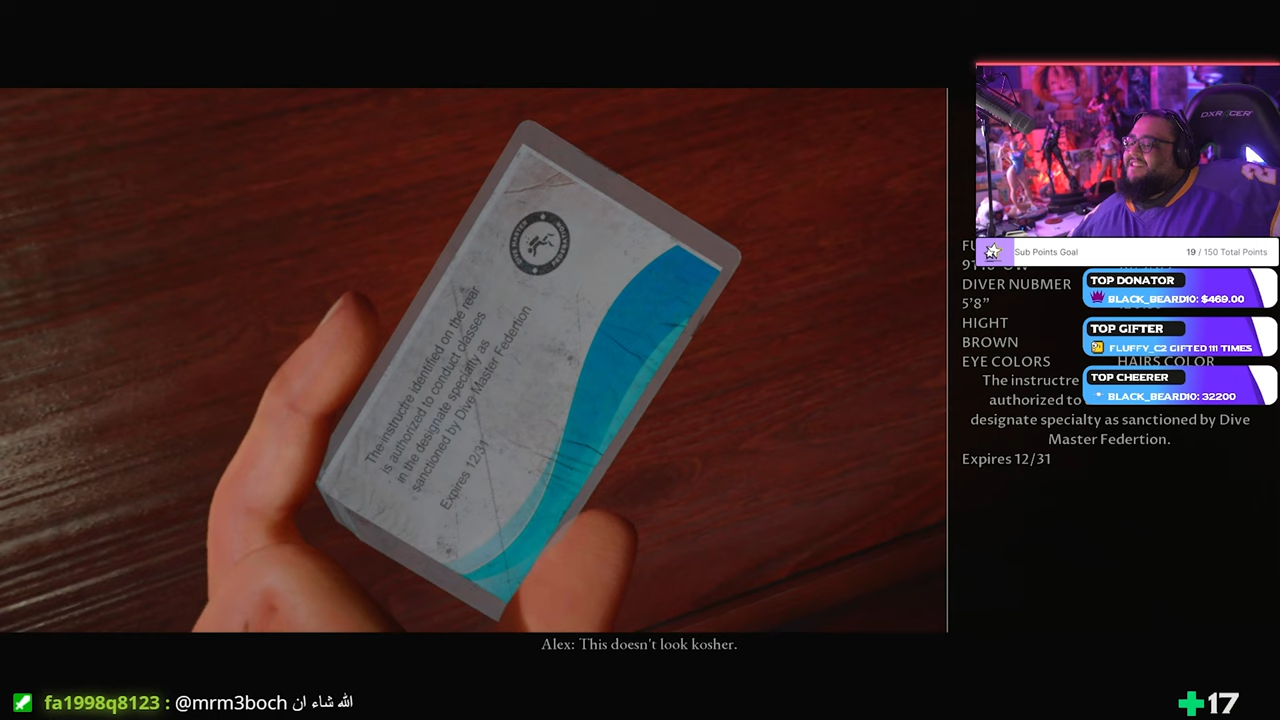 DXRACER
The instructre identified on the rear
is authorized to conduct classes
in the designate specialty as
sanctioned by Dive Master Federtion
Expires 12/31
Sub Points Goal
19 / 150 Total Points
TOP DONATOR
BLACK_BEARD10: $469.00
TOP GIFTER
FLUFFY_C2 GIFTED 111 TIMES
TOP CHEERER
BLACK_BEARD10: 32200
DIVER NUBMER
5'8"
HIGHT
BROWN
EYE COLORS
HAIRS COLOR
The instructre
authorized to
designate specialty as sanctioned by Dive
Master Federtion.
Expires 12/31
Alex: This doesn't look kosher.
fa1998q8123 : @mrm3boch الله شاء ان
17